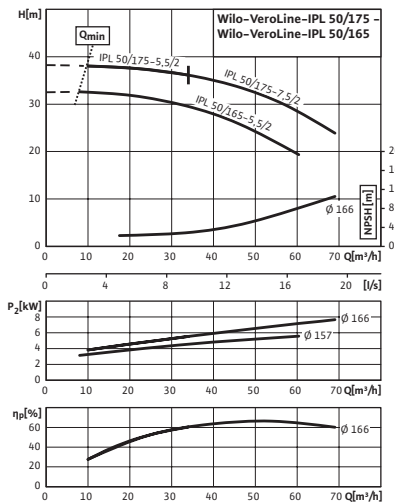 H[m]
Wilo-VeroLine-IPL 50/175 -
Wilo-VeroLine-IPL 50/165
Qmin
40
IPL 50/175-5,5/2
IPL 50/175-7,5/2
30
IPL 50/165-5,5/2
20
10
Ø 166
NPSH [m]
0 4 8
0
0 10 20 30 40 50 60 70
Q[m³/h]
0 4 8 12 16 20 [l/s]
P₂[kW]
8
6
4
2
0
Ø 166
Ø 157
0 10 20 30 40 50 60 70
Q[m³/h]
ηp[%]
60
40
20
0
Ø 166
0 10 20 30 40 50 60 70
Q[m³/h]